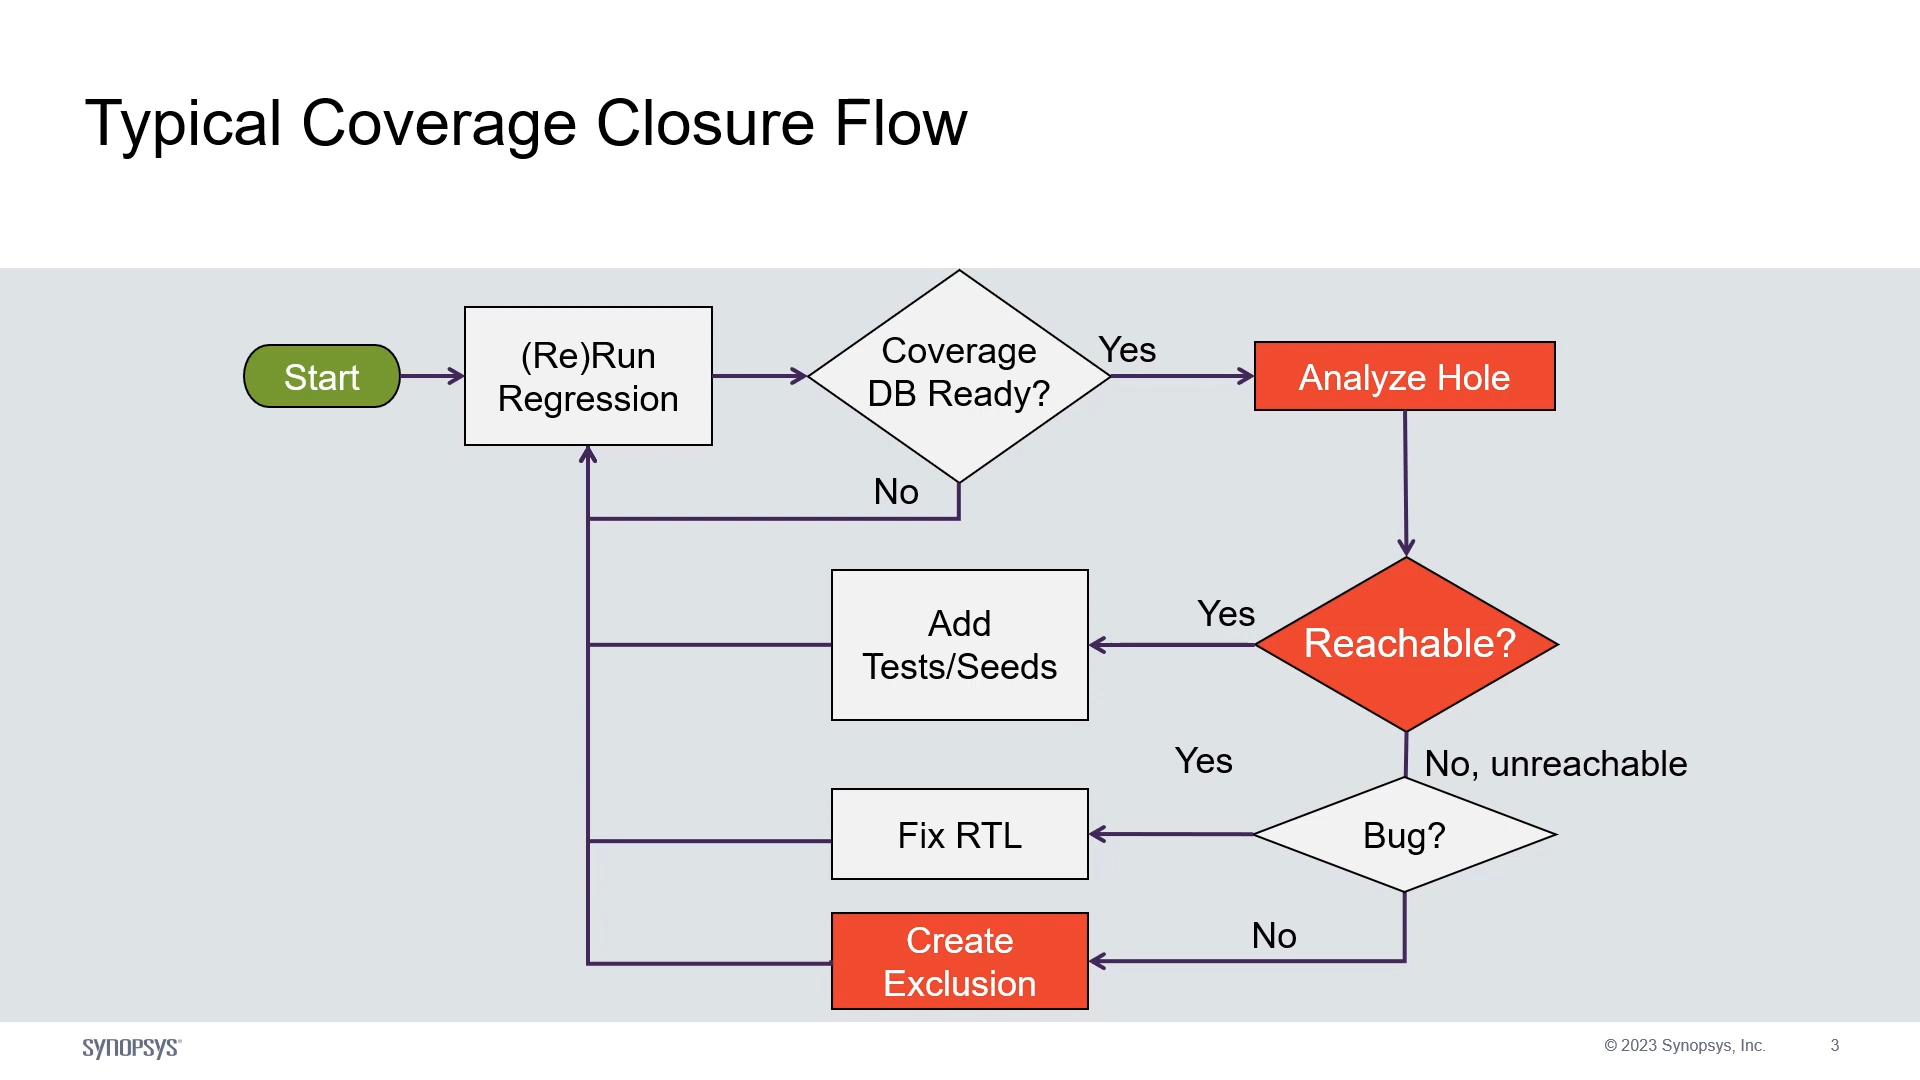 Typical Coverage Closure Flow
Start
(Re)Run
Regression
Coverage
DB Ready?
Yes
Analyze Hole
No
Add
Tests/Seeds
Yes
Reachable?
Yes
No, unreachable
Fix RTL
Bug?
Create
Exclusion
No
SYNOPSYS®
© 2023 Synopsys, Inc.
3